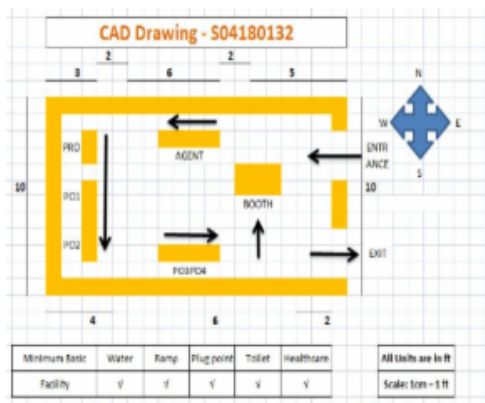 CAD Drawing - S04180132
2 2
3 6 5
N
W E
S
PRO
AGENT
ENTR
ANCE
10 10
PO1
BOOTH
PO2
EXIT
PO3PO4
4 6 2
Minimum Basic Water Ramp Plug point Toilet Healthcare
Facility √ √ √ √ √
All Units are in ft
Scale: 1cm – 1 ft